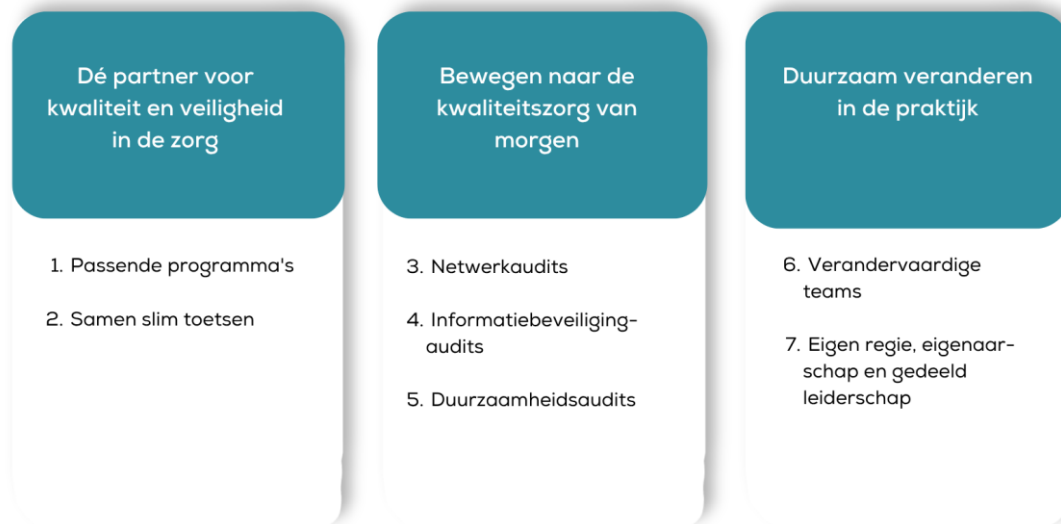 Dé partner voor
kwaliteit en veiligheid
in de zorg
1. Passende programma's
2. Samen slim toetsen
Bewegen naar de
kwaliteitszorg van
morgen
3. Netwerkaudits
4. Informatiebeveiliging-
audits
5. Duurzaamheidsaudits
Duurzaam veranderen
in de praktijk
6. Verandervaardige
teams
7. Eigen regie, eigenaar-
schap en gedeeld
leiderschap